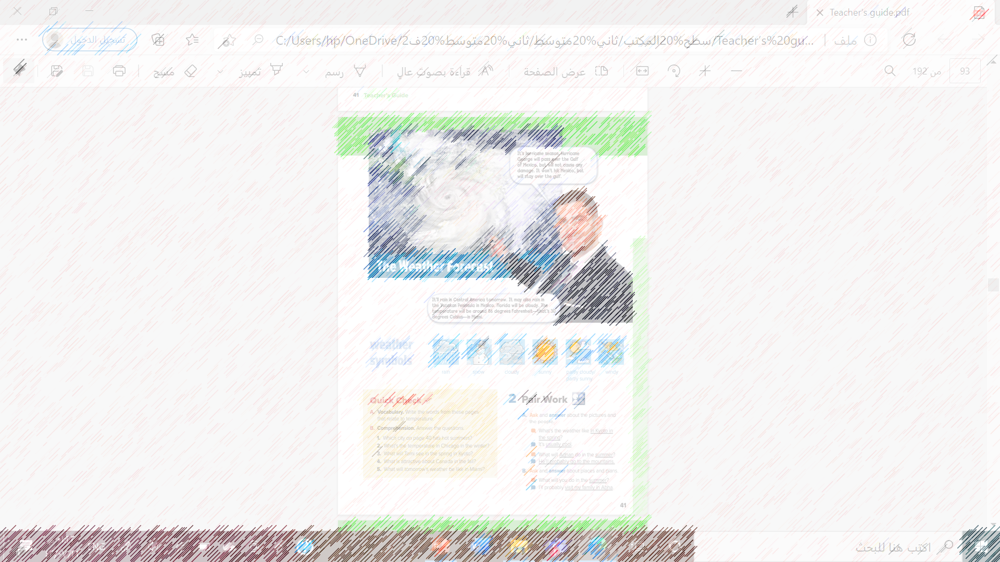 Teacher's guide.pdf
تسجيل الدخول
C:/Users/hp/OneDrive/سطح%20المكتب/ثاني%20متوسط/ثاني%20متوسط%20ف2/Teacher's%20gu...
ملف
مسح
تمييز
رسم
قراءة بصوت عالٍ
عرض الصفحة
من 192
93
41 Teacher's Guide
It's hurricane season. Hurricane
George will pass over the Gulf
of Mexico, but will not cause any
damage. It won't hit Mexico, but
will stay over the gulf.
The Weather Forecast
It'll rain in Central America tomorrow. It may also rain in
the Yucatan Peninsula in Mexico. Florida will be cloudy. The
temperature will be around 86 degrees Fahrenheit—that's 30
degrees Celsius—in Miami.
weather
symbols
rain
snow
cloudy
sunny
partly cloudy/
partly sunny
windy
Quick Check
A. Vocabulary. Write the words from these pages
that relate to temperature.
B. Comprehension. Answer the questions.
1. Which city on page 40 has hot summers?
2. What's the temperature in Chicago in the winter?
3. What will Tomi see in the spring in Kyoto?
4. What is attractive about Canada in the fall?
5. What will tomorrow's weather be like in Miami?
2 Pair Work
A. Ask and answer about the pictures and
the people.
What's the weather like in Kyoto in
the spring?
It's usually cool.
What will Adnan do in the summer?
He'll probably go to the mountains.
B. Ask and answer about places and plans.
What will you do in the summer?
I'll probably visit my family in Abha.
41
ENG
اكتب هنا للبحث